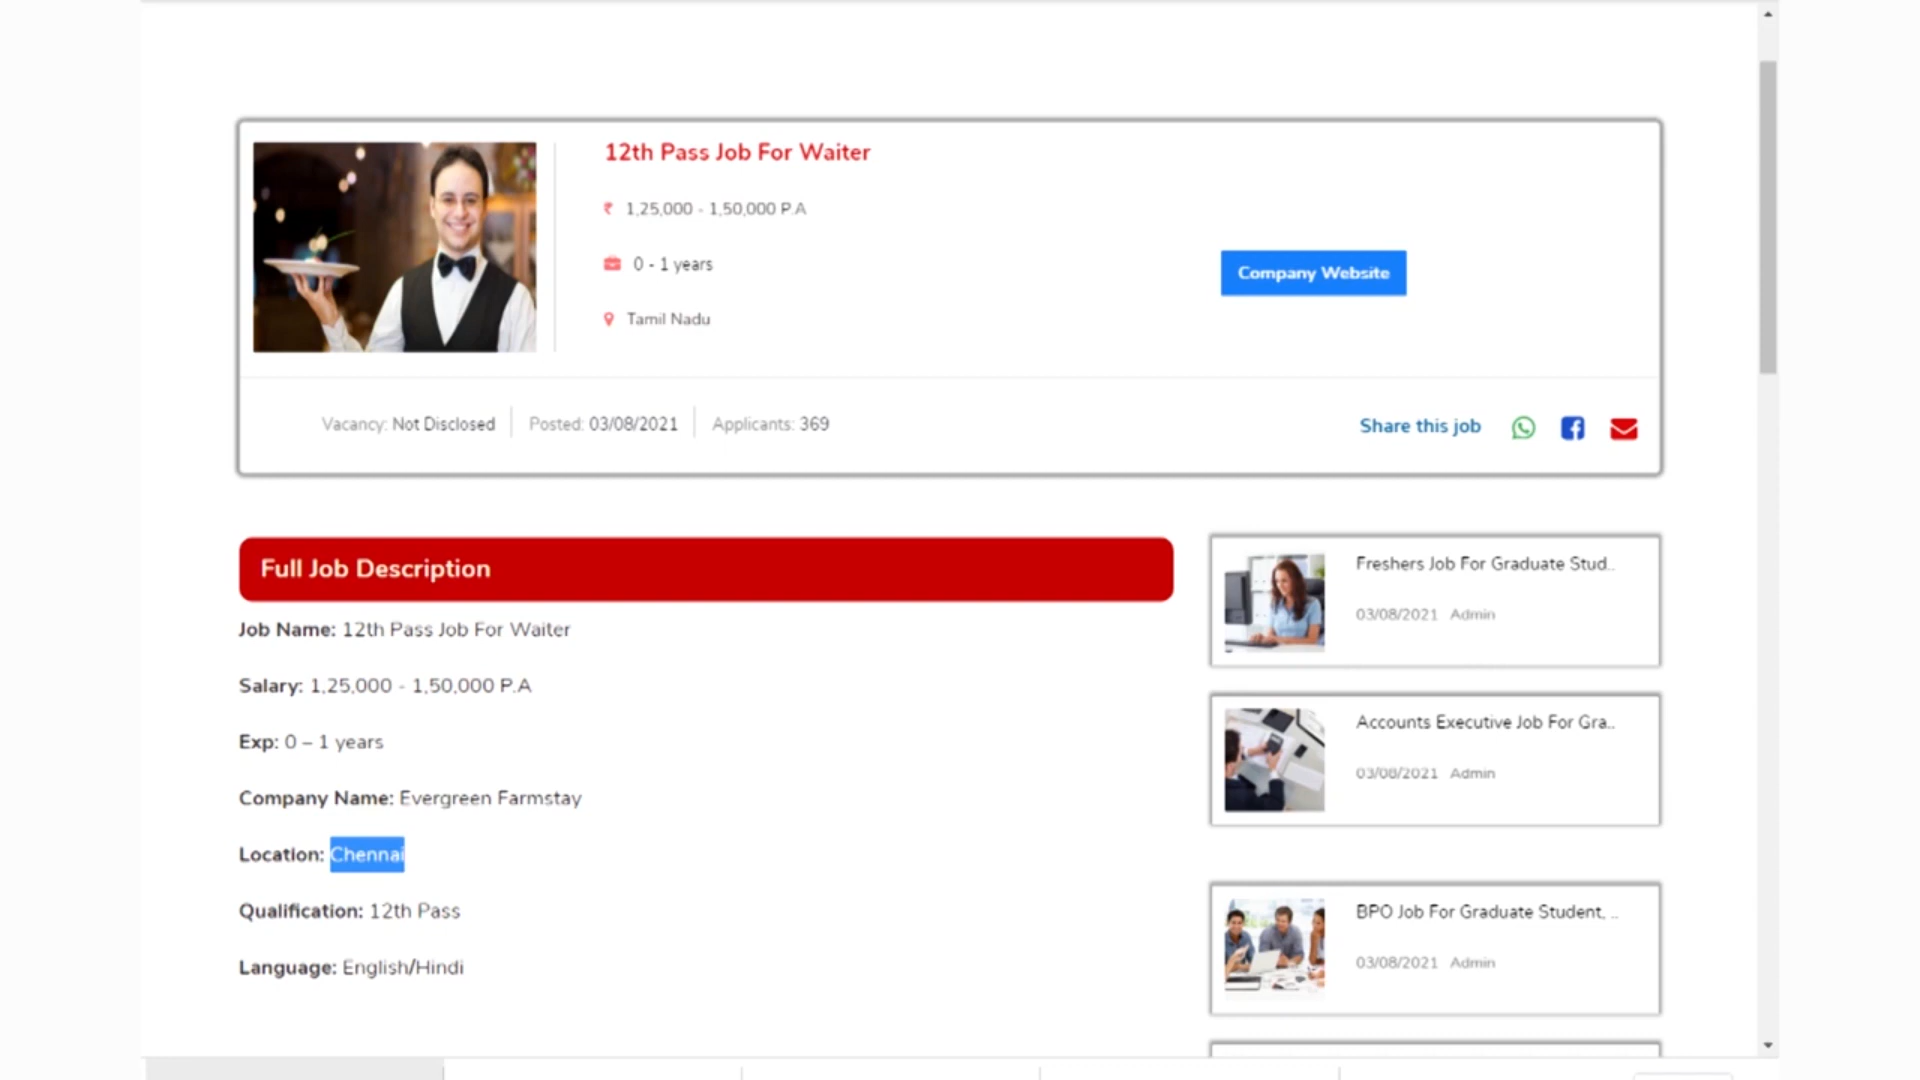 12th Pass Job For Waiter
1,25,000 - 1,50,000 P.A
0 - 1 years
Company Website
Tamil Nadu
Vacancy: Not Disclosed
Posted: 03/08/2021
Applicants: 369
Share this job
Full Job Description
Job Name: 12th Pass Job For Waiter
Salary: 1,25,000 - 1,50,000 P.A
Exp: 0 – 1 years
Company Name: Evergreen Farmstay
Location: Chennai
Qualification: 12th Pass
Language: English/Hindi
Freshers Job For Graduate Stud..
03/08/2021 Admin
Accounts Executive Job For Gra..
03/08/2021 Admin
BPO Job For Graduate Student, ..
03/08/2021 Admin